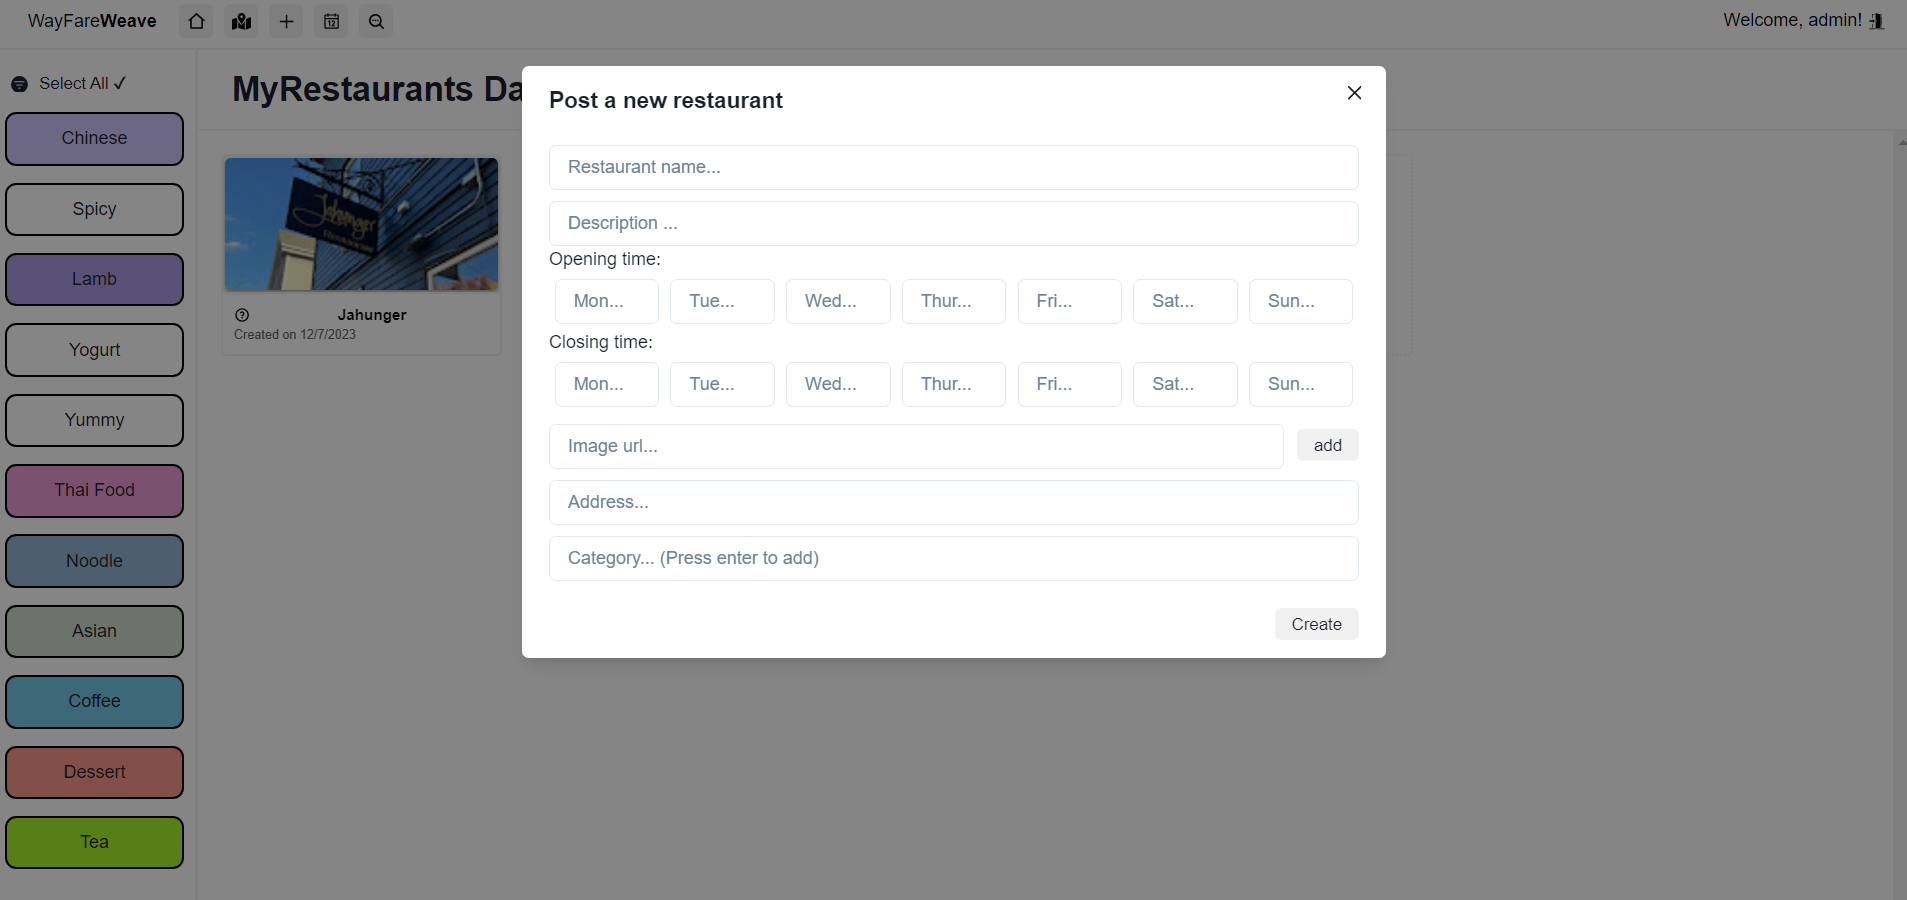 WayFareWeave
12
Welcome, admin!
Select All ✓
Chinese
Spicy
Lamb
Yogurt
Yummy
Thai Food
Noodle
Asian
Coffee
Dessert
Tea
MyRestaurants Da
Jahunger
Jahunger
Created on 12/7/2023
Post a new restaurant
Restaurant name...
Description ...
Opening time:
Mon... Tue... Wed... Thur... Fri... Sat... Sun...
Closing time:
Mon... Tue... Wed... Thur... Fri... Sat... Sun...
Image url... add
Address...
Category... (Press enter to add)
Create